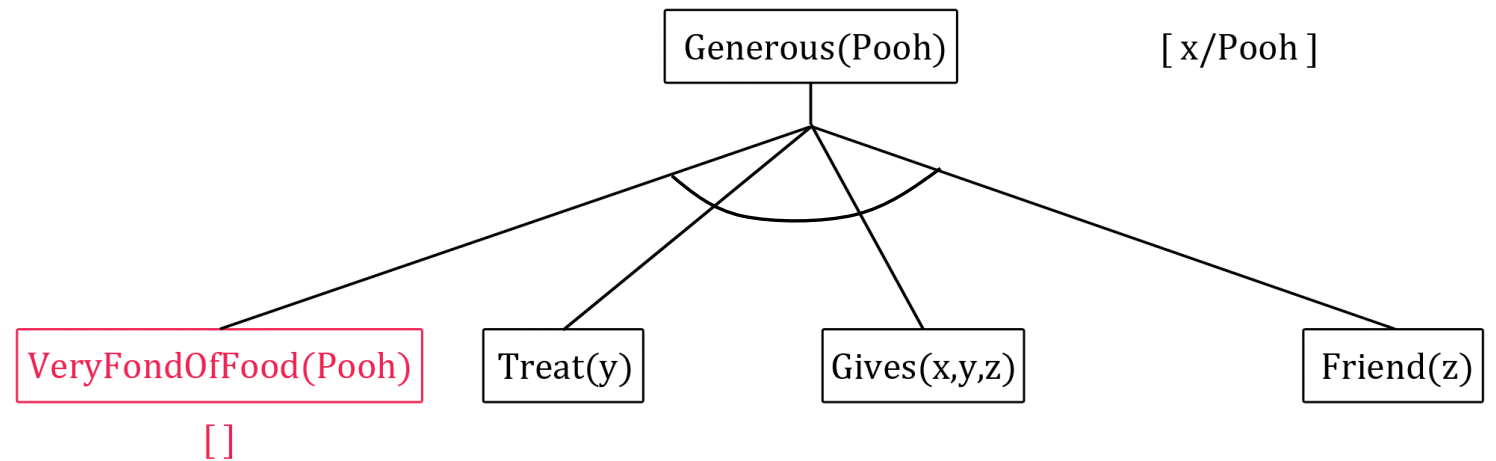 Generous(Pooh)
[ x/Pooh ]
VeryFondOfFood(Pooh)
Treat(y)
Gives(x,y,z)
Friend(z)
[ ]